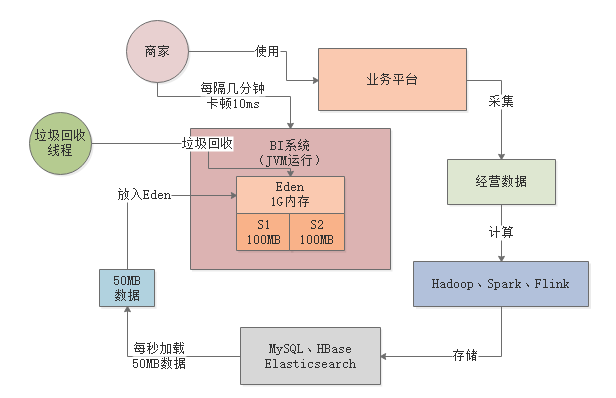 商家
使用
业务平台
每隔几分钟
卡顿10ms
采集
垃圾回收
线程
垃圾回收
BI系统
（JVM运行）
经营数据
放入Eden
Eden
1G内存
S1
100MB
S2
100MB
计算
50MB
数据
Hadoop、Spark、Flink
每秒加载
50MB数据
MySQL、HBase
Elasticsearch
存储